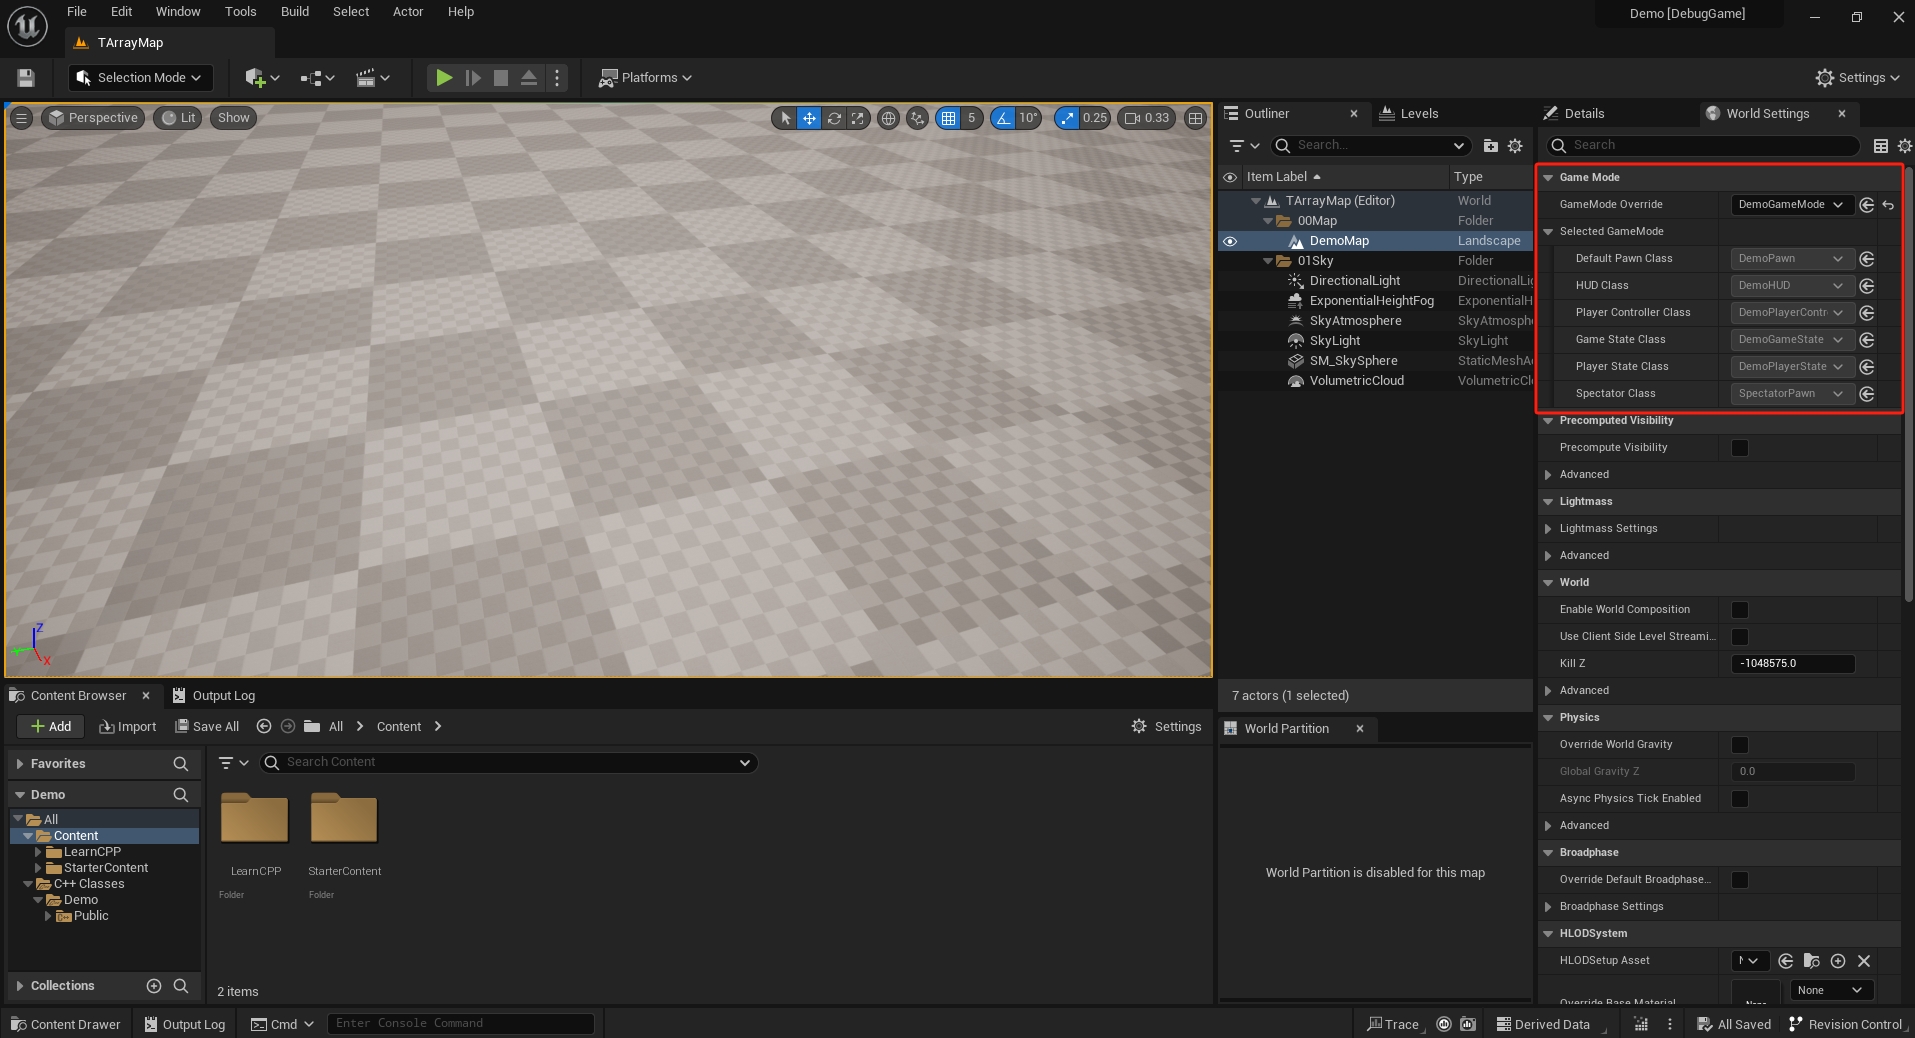 File Edit Window Tools Build Select Actor Help
Demo [DebugGame]
TArrayMap
Selection Mode
Platforms
Settings
Perspective Lit Show
5 10° 0.25 0.33
Z
X
Outliner
Levels
Search...
Item Label Type
TArrayMap (Editor) World
00Map Folder
DemoMap Landscape
01Sky Folder
DirectionalLight DirectionalLig
ExponentialHeightFog ExponentialH
SkyAtmosphere SkyAtmosphe
SkyLight SkyLight
SM_SkySphere StaticMeshAc
VolumetricCloud VolumetricClo
7 actors (1 selected)
World Partition
World Partition is disabled for this map
Details
World Settings
Search
Game Mode
GameMode Override DemoGameMode
Selected GameMode
Default Pawn Class DemoPawn
HUD Class DemoHUD
Player Controller Class DemoPlayerContr
Game State Class DemoGameState
Player State Class DemoPlayerState
Spectator Class SpectatorPawn
Precomputed Visibility
Precompute Visibility
Advanced
Lightmass
Lightmass Settings
Advanced
World
Enable World Composition
Use Client Side Level Streami...
Kill Z -1048575.0
Advanced
Physics
Override World Gravity
Global Gravity Z 0.0
Async Physics Tick Enabled
Advanced
Broadphase
Override Default Broadphase...
Broadphase Settings
HLODSystem
HLODSetup Asset
None
Override Base Material
Content Browser
Output Log
Add Import Save All All Content Settings
Favorites
Demo
All
Content
LearnCPP
StarterContent
C++ Classes
Demo
Public
Collections
Search Content
LearnCPP
Folder
StarterContent
Folder
2 items
Content Drawer Output Log Cmd Enter Console Command
Trace Derived Data All Saved Revision Control